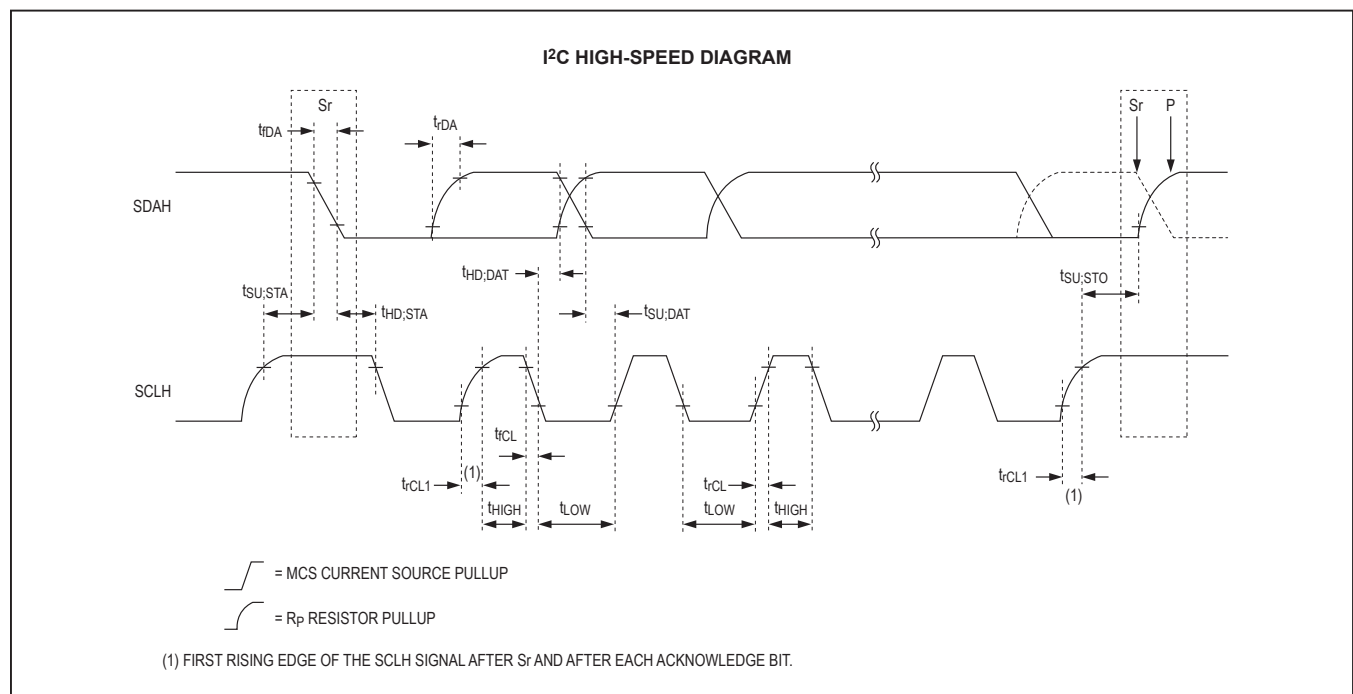 I²C HIGH-SPEED DIAGRAM
Sr
Sr P
tfDA
trDA
SDAH
tHD;DAT
tSU;STO
tSU;STA
tHD;STA
tSU;DAT
SCLH
tfCL
trCL1
(1)
trCL
trCL1
(1)
tHIGH
tLOW
tLOW
tHIGH
= MCS CURRENT SOURCE PULLUP
= RP RESISTOR PULLUP
(1) FIRST RISING EDGE OF THE SCLH SIGNAL AFTER Sr AND AFTER EACH ACKNOWLEDGE BIT.